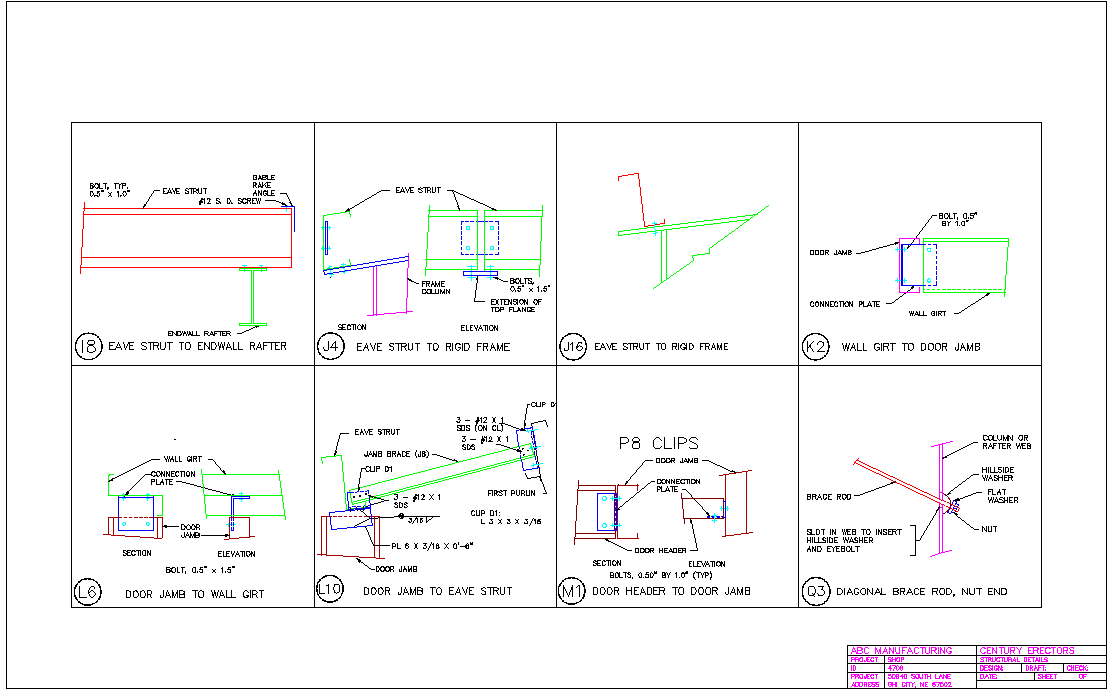 BOLT, TYP.
0.5" x 1.0"
EAVE STRUT
GABLE
RAKE
ANGLE
#12 S. D. SCREW
ENDWALL RAFTER
I8
EAVE STRUT TO ENDWALL RAFTER
EAVE STRUT
FRAME
COLUMN
BOLTS,
0.5" x 1.5"
EXTENSION OF
TOP FLANGE
SECTION
ELEVATION
J4
EAVE STRUT TO RIGID FRAME
J16
EAVE STRUT TO RIGID FRAME
BOLT, 0.5"
BY 1.0"
DOOR JAMB
CONNECTION PLATE
WALL GIRT
K2
WALL GIRT TO DOOR JAMB
WALL GIRT
CONNECTION
PLATE
DOOR
JAMB
SECTION
ELEVATION
BOLT, 0.5" x 1.5"
L6
DOOR JAMB TO WALL GIRT
CLIP D1
3 - #12 X 1
SDS (ON CL)
3 - #12 X 1
SDS
EAVE STRUT
JAMB BRACE (JB)
CLIP D1
3 - #12 X 1
SDS
FIRST PURLIN
CLIP D1:
L 3 X 3 X 3/16
3/16
PL 6 X 3/16 X 0'-6"
DOOR JAMB
L10
DOOR JAMB TO EAVE STRUT
P8 CLIPS
DOOR JAMB
CONNECTION
PLATE
DOOR HEADER
SECTION
ELEVATION
BOLTS, 0.50" BY 1.0" (TYP)
M1
DOOR HEADER TO DOOR JAMB
COLUMN OR
RAFTER WEB
HILLSIDE
WASHER
FLAT
WASHER
BRACE ROD
NUT
SLOT IN WEB TO INSERT
HILLSIDE WASHER
AND EYEBOLT
Q3
DIAGONAL BRACE ROD, NUT END
ABC MANUFACTURING
CENTURY ERECTORS
PROJECT
SHOP
STRUCTURAL DETAILS
ID
4700
DESIGN:
DRAFT:
CHECK:
PROJECT
SOUTH LANE
DATE:
SHEET
OF
ADDRESS
CITY, NE